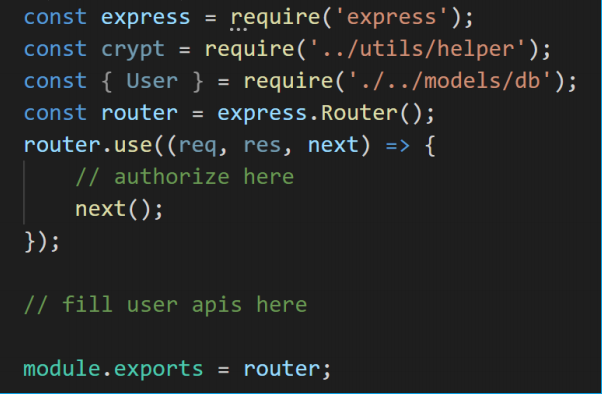 const express = require('express');
const crypt = require('../utils/helper');
const { User } = require('./../models/db');
const router = express.Router();
router.use((req, res, next) => {
    // authorize here
    next();
});

// fill user apis here

module.exports = router;